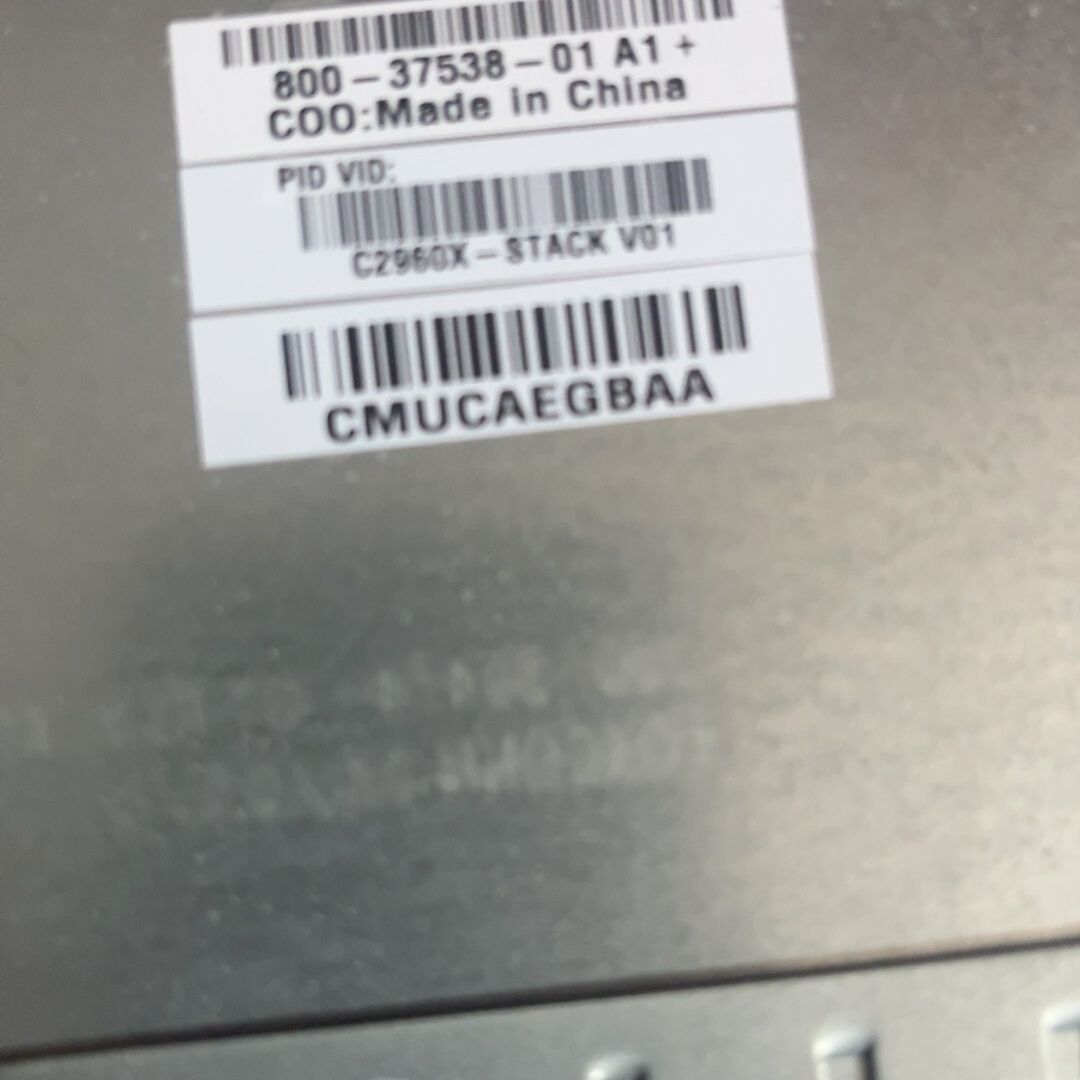 800-37538-01 A1+
COO:Made in China
PID VID:
C2960X-STACK V01
CMUCAEGBAA